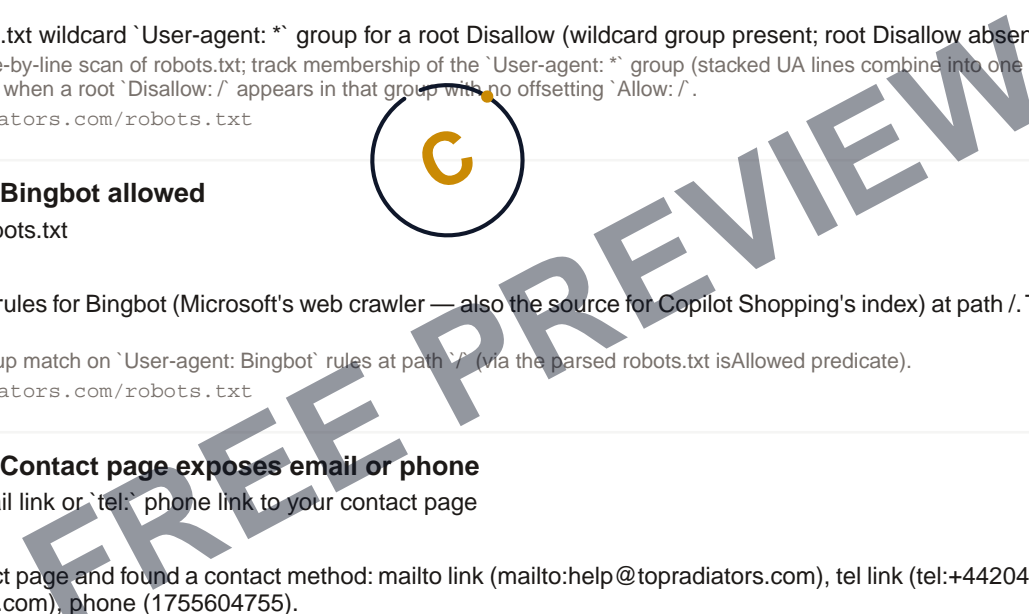 .txt wildcard `User-agent: *` group for a root Disallow (wildcard group present; root Disallow absen
e-by-line scan of robots.txt; track membership of the `User-agent: *` group (stacked UA lines combine into one
when a root `Disallow: /` appears in that group with no offsetting `Allow: /`.
ators.com/robots.txt
C
Bingbot allowed
bots.txt
rules for Bingbot (Microsoft's web crawler — also the source for Copilot Shopping's index) at path /.
up match on `User-agent: Bingbot` rules at path `/` (via the parsed robots.txt isAllowed predicate).
ators.com/robots.txt
Contact page exposes email or phone
il link or `tel:` phone link to your contact page
ct page and found a contact method: mailto link (mailto:help@topradiators.com), tel link (tel:+44204
.com), phone (1755604755).
FREE PREVIEW